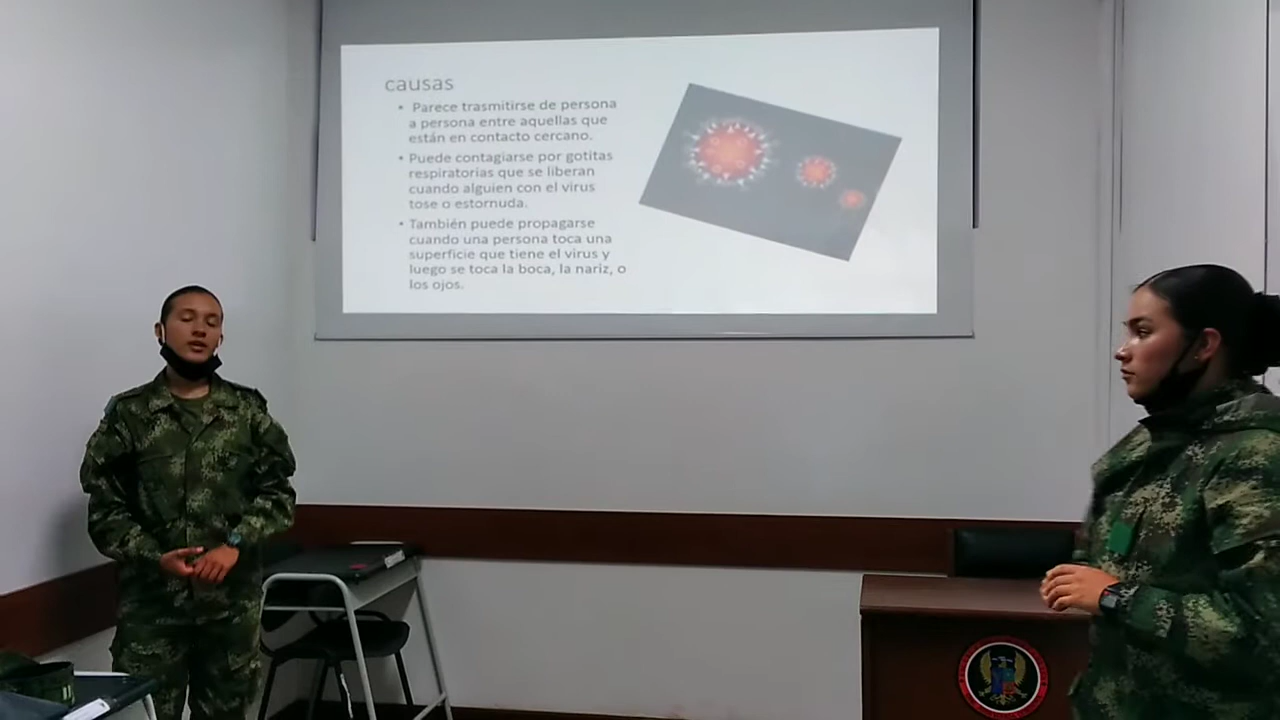 causas
• Parece trasmitirse de persona
a persona entre aquellas que
están en contacto cercano.
• Puede contagiarse por gotitas
respiratorias que se liberan
cuando alguien con el virus
tose o estornuda.
• También puede propagarse
cuando una persona toca una
superficie que tiene el virus y
luego se toca la boca, la nariz, o
los ojos.